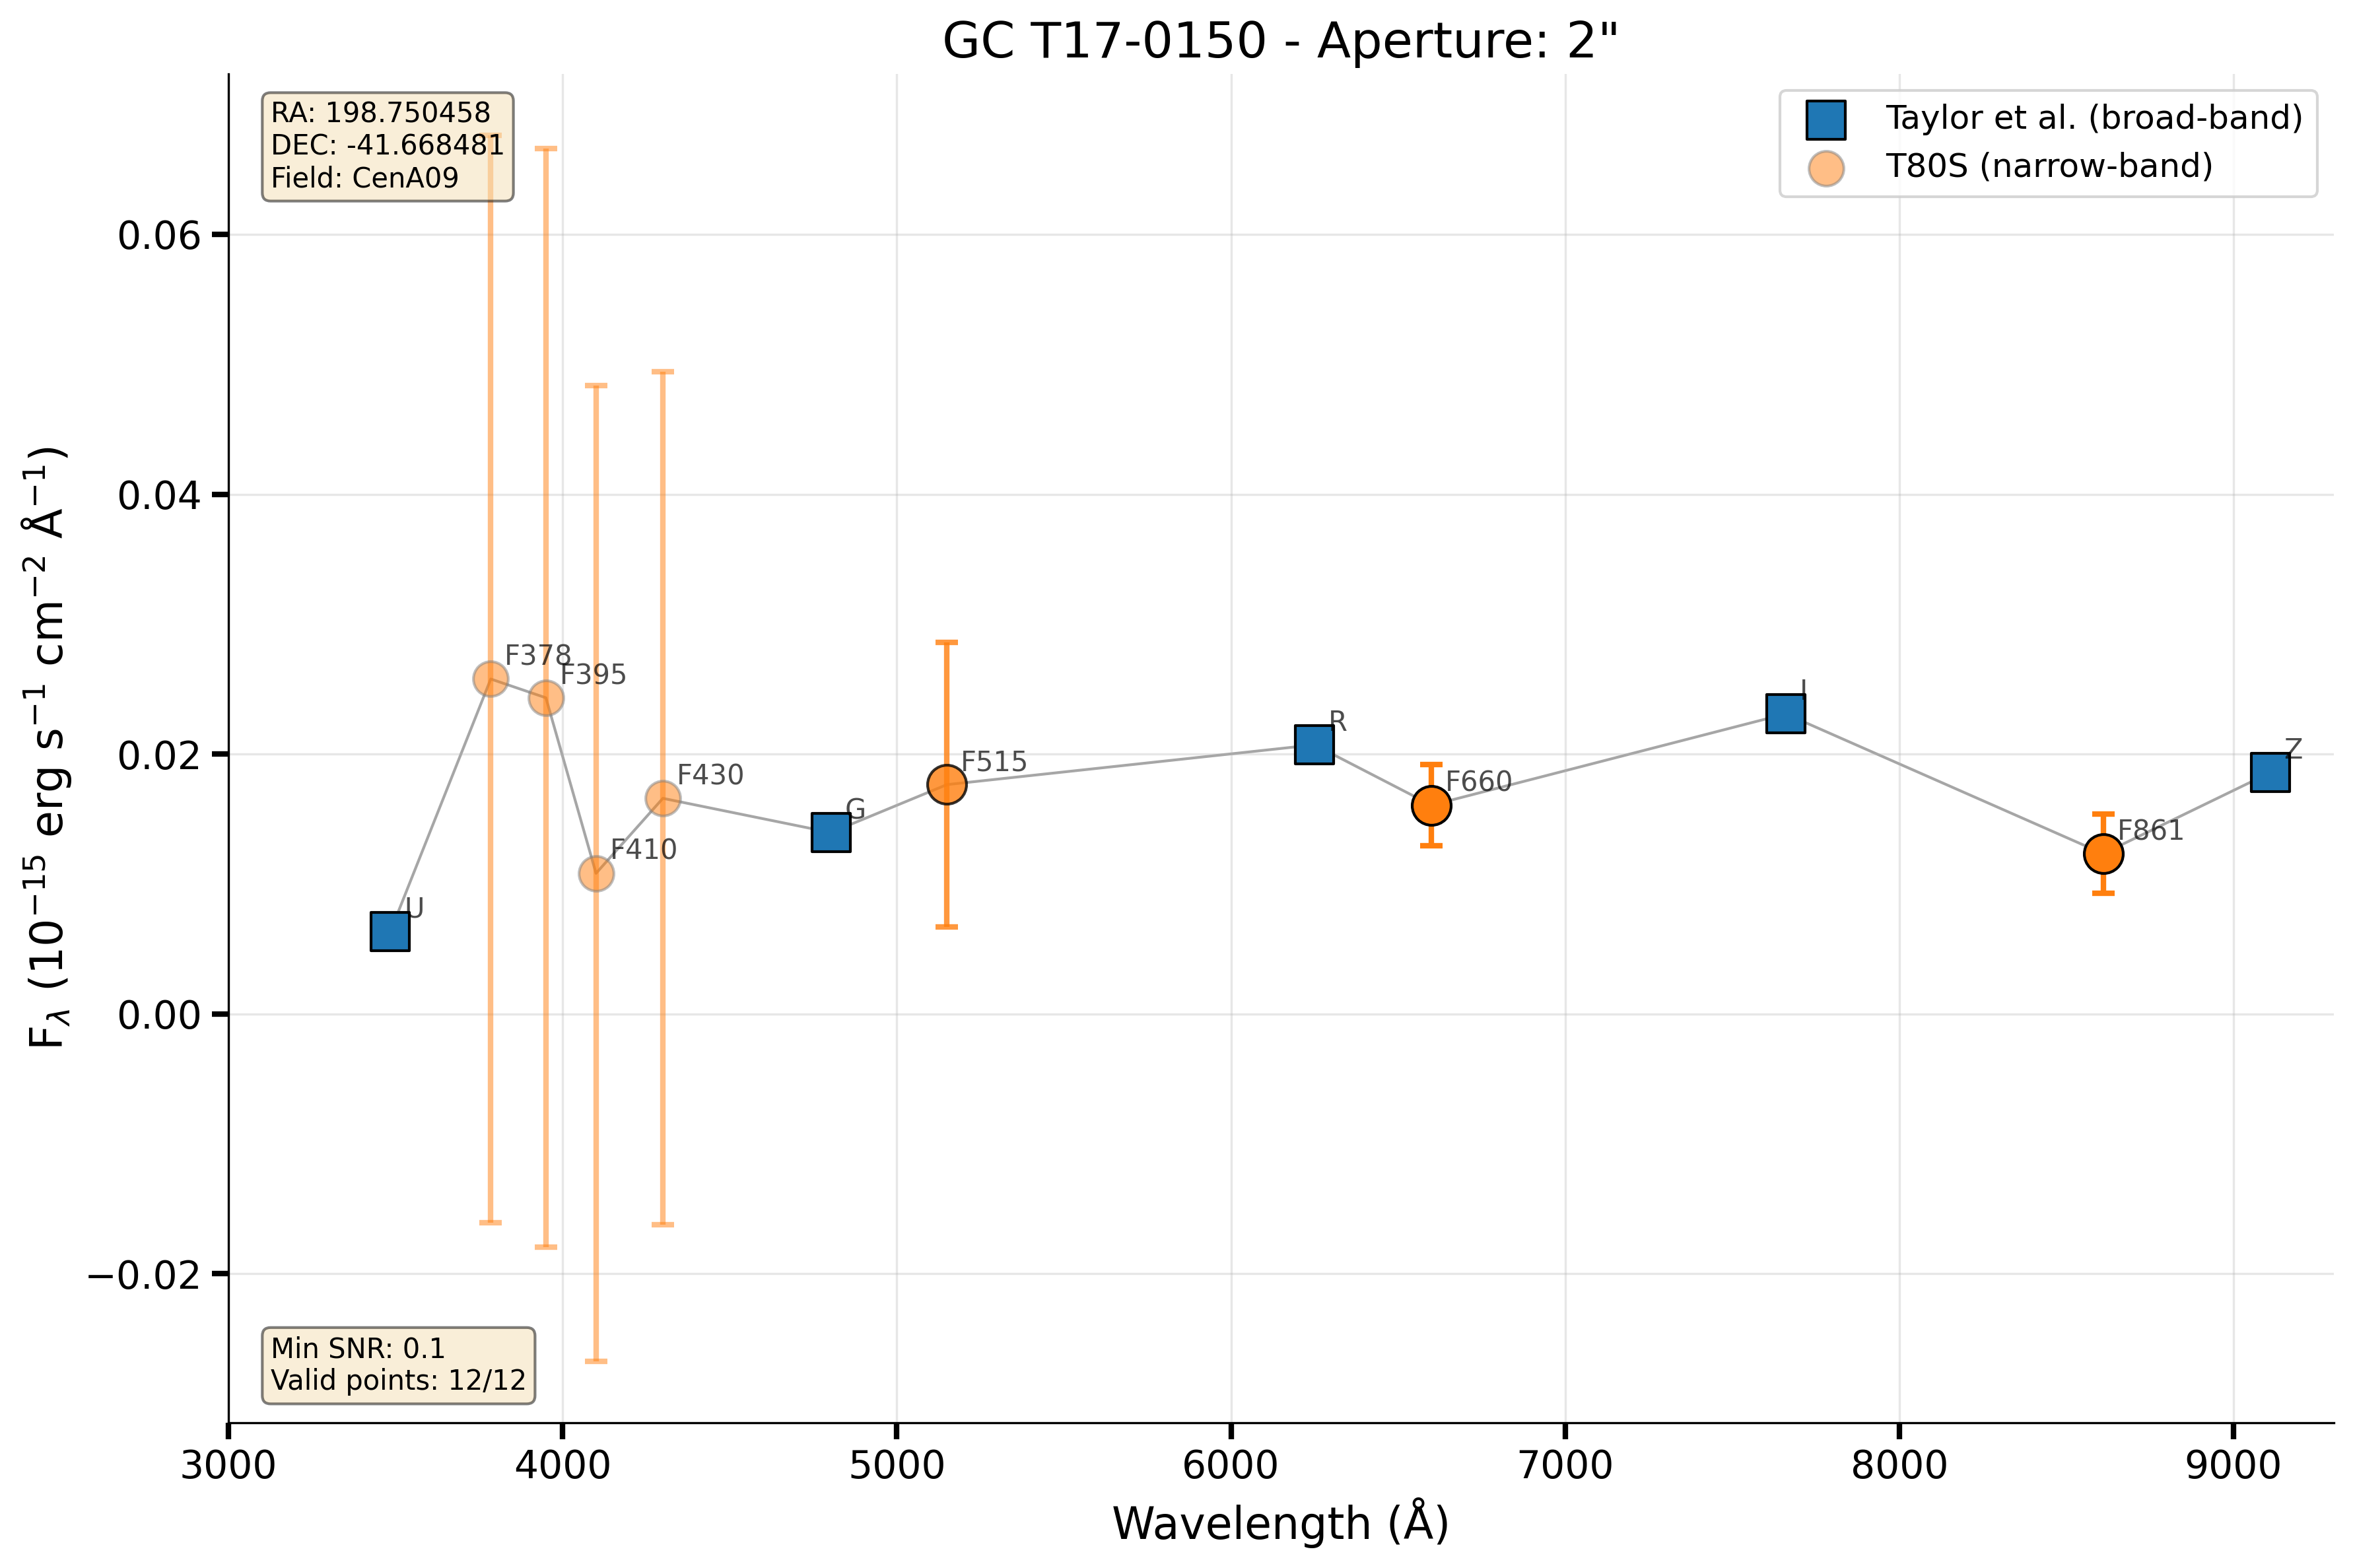 GC T17-0150 - Aperture: 2"
RA: 198.750458
DEC: -41.668481
Field: CenA09
Taylor et al. (broad-band)
T80S (narrow-band)
0.06
0.04
0.02
0.00
−0.02
F_λ (10⁻¹⁵ erg s⁻¹ cm⁻² Å⁻¹)
U
F378
F395
F410
F430
G
F515
R
F660
I
F861
Z
Min SNR: 0.1
Valid points: 12/12
3000 4000 5000 6000 7000 8000 9000
Wavelength (Å)